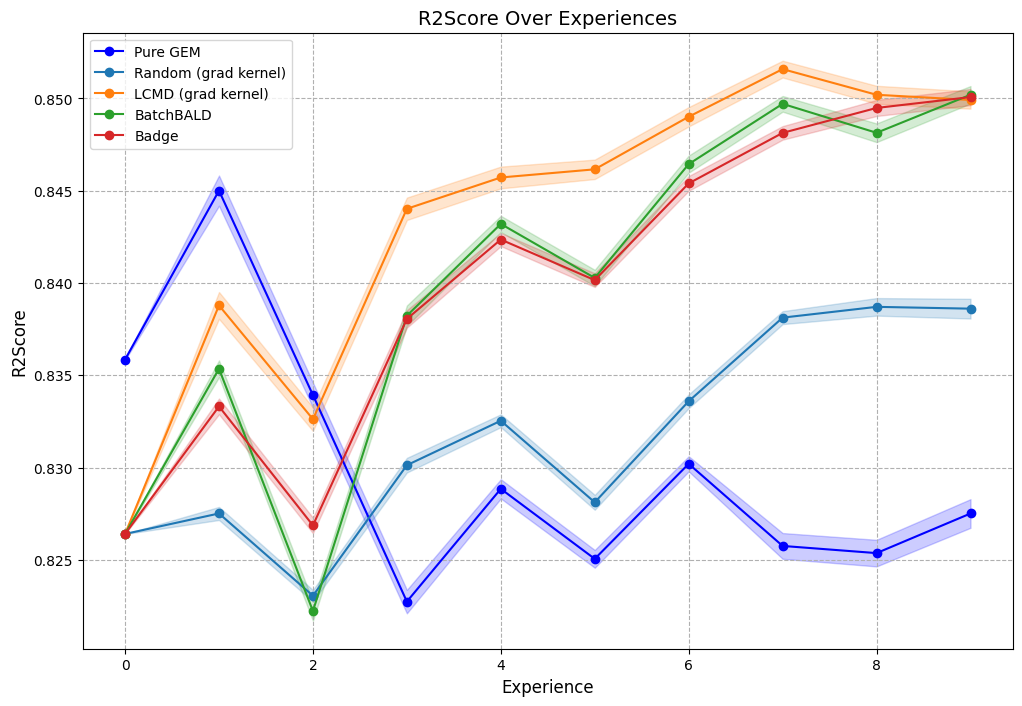 R2Score Over Experiences
Pure GEM
Random (grad kernel)
LCMD (grad kernel)
BatchBALD
Badge
R2Score
0.850
0.845
0.840
0.835
0.830
0.825
0
2
4
6
8
Experience